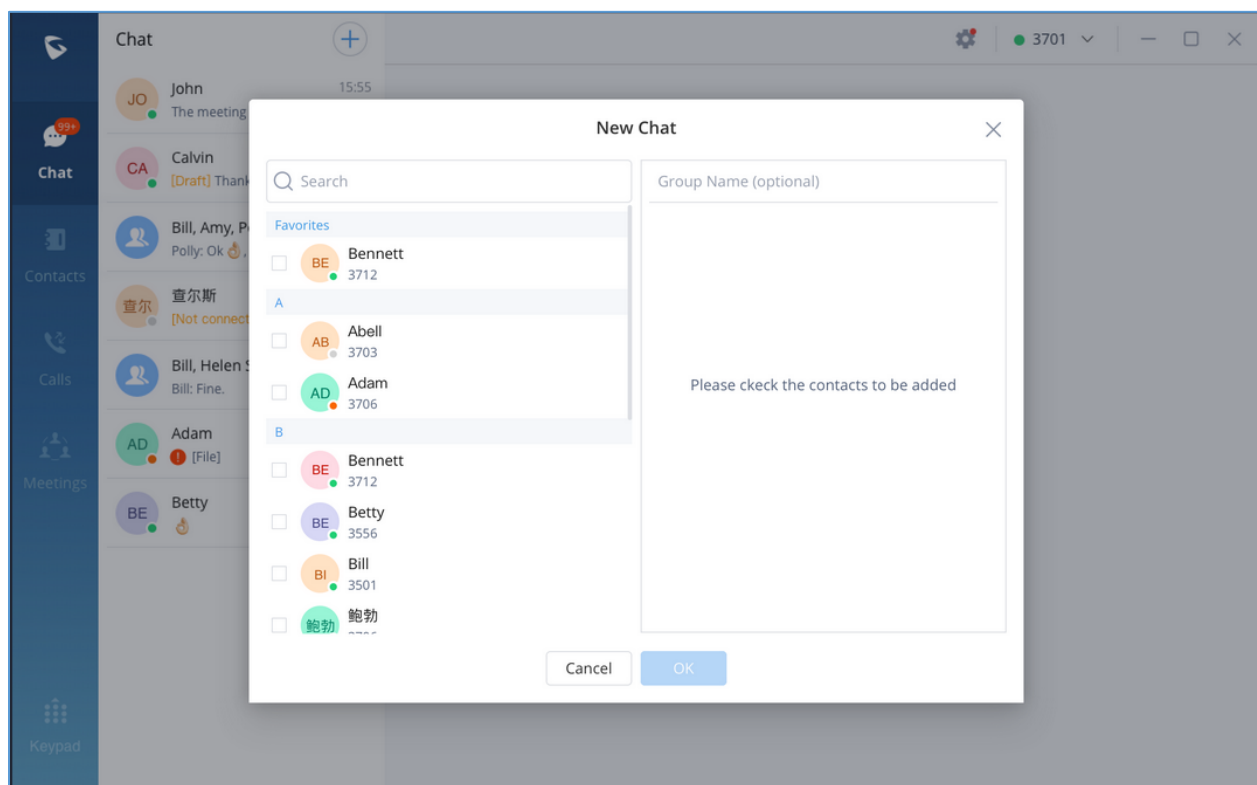 Chat
3701
JO
John
15:55
The meeting
99+
Chat
CA
Calvin
[Draft] Thank
Bill, Amy, P
Polly: Ok 👌,
Contacts
查尔
查尔斯
[Not connect
Calls
Bill, Helen S
Bill: Fine.
AD
Adam
[File]
Meetings
BE
Betty
👌
Keypad
New Chat
Search
Favorites
BE
Bennett
3712
A
AB
Abell
3703
AD
Adam
3706
B
BE
Bennett
3712
BE
Betty
3556
BI
Bill
3501
鲍勃
鲍勃
Group Name (optional)
Please ckeck the contacts to be added
Cancel
OK